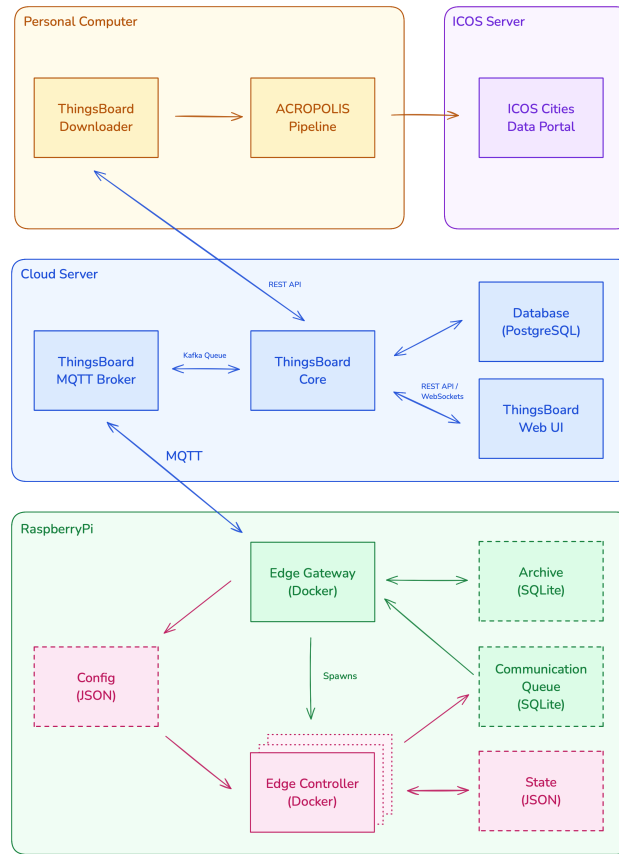 Personal Computer
ICOS Server
ThingsBoard
Downloader
ACROPOLIS
Pipeline
ICOS Cities
Data Portal
REST API
Cloud Server
Database
(PostgreSQL)
ThingsBoard
MQTT Broker
Kafka Queue
ThingsBoard
Core
REST API /
WebSockets
ThingsBoard
Web UI
MQTT
RaspberryPi
Edge Gateway
(Docker)
Archive
(SQLite)
Config
(JSON)
Spawns
Communication
Queue
(SQLite)
Edge Controller
(Docker)
State
(JSON)